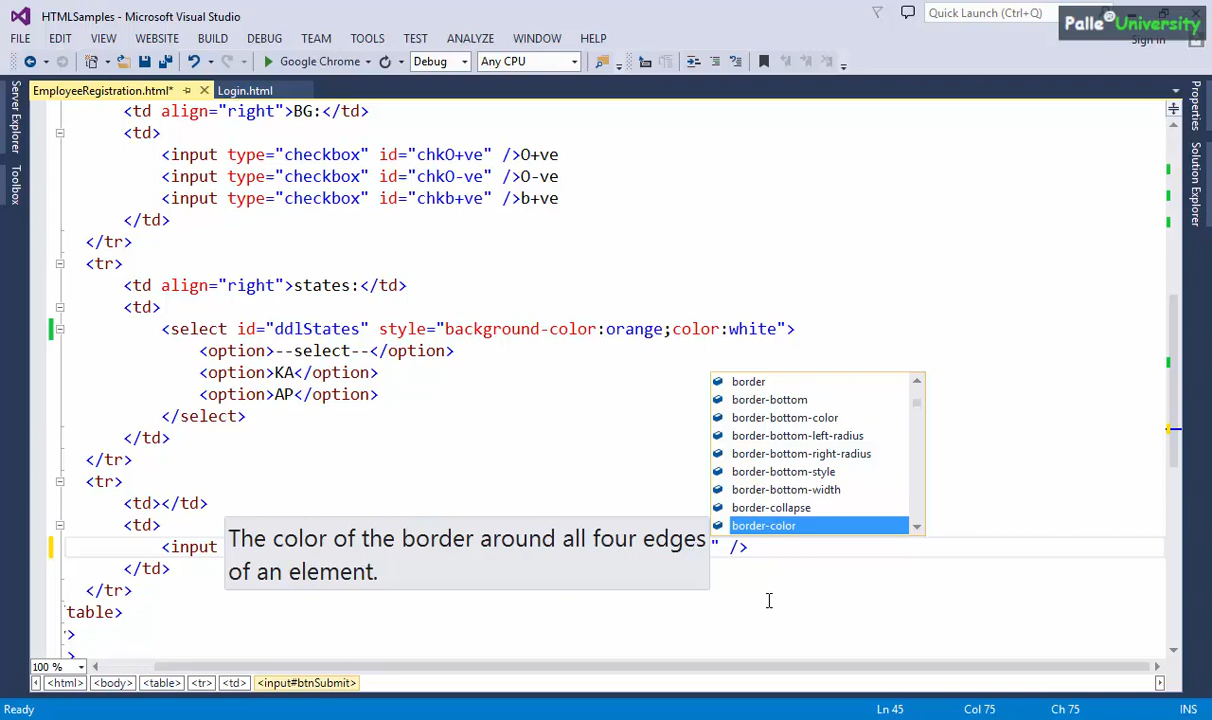 HTMLSamples - Microsoft Visual Studio
Quick Launch (Ctrl+Q)
Palle®University
Sign in
FILE EDIT VIEW WEBSITE BUILD DEBUG TEAM TOOLS TEST ANALYZE WINDOW HELP
Google Chrome Debug Any CPU
EmployeeRegistration.html* Login.html
Server Explorer
Toolbox
Properties
Solution Explorer
<td align="right">BG:</td>
<td>
<input type="checkbox" id="chkO+ve" />O+ve
<input type="checkbox" id="chkO-ve" />O-ve
<input type="checkbox" id="chkb+ve" />b+ve
</td>
</tr>
<tr>
<td align="right">states:</td>
<td>
<select id="ddlStates" style="background-color:orange;color:white">
<option>--select--</option>
<option>KA</option>
<option>AP</option>
</select>
</td>
</tr>
<tr>
<td></td>
<td>
<input " />
</td>
</tr>
table>
>
>
border
border-bottom
border-bottom-color
border-bottom-left-radius
border-bottom-right-radius
border-bottom-style
border-bottom-width
border-collapse
border-color
The color of the border around all four edges
of an element.
100 %
<html> <body> <table> <tr> <td> <input#btnSubmit>
Ready Ln 45 Col 75 Ch 75 INS